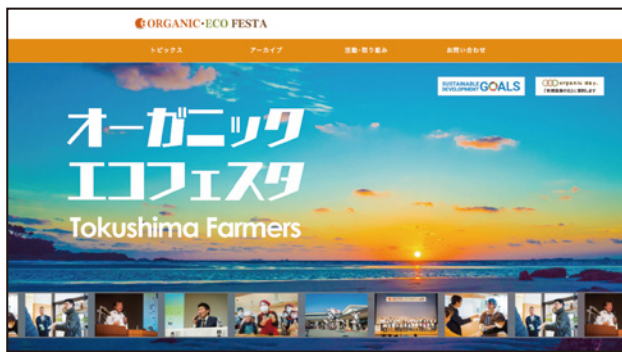 ORGANIC・ECO FESTA
トピックス
アーカイブ
活動・取り組み
お問い合わせ
SUSTAINABLE DEVELOPMENT GOALS
organic day.
オーガニック
エコフェスタ
Tokushima Farmers